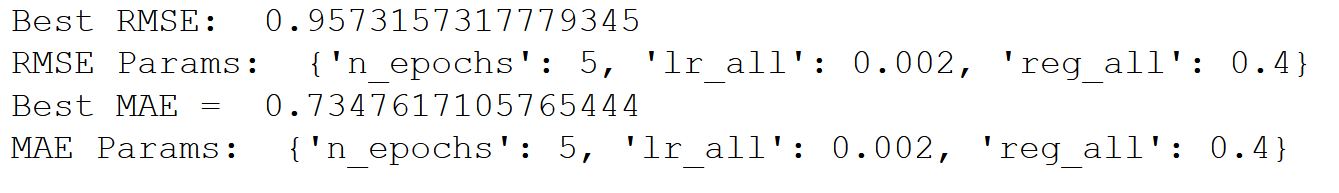 Best RMSE:  0.9573157317779345
RMSE Params:  {'n_epochs': 5, 'lr_all': 0.002, 'reg_all': 0.4}
Best MAE =  0.7347617105765444
MAE Params:  {'n_epochs': 5, 'lr_all': 0.002, 'reg_all': 0.4}